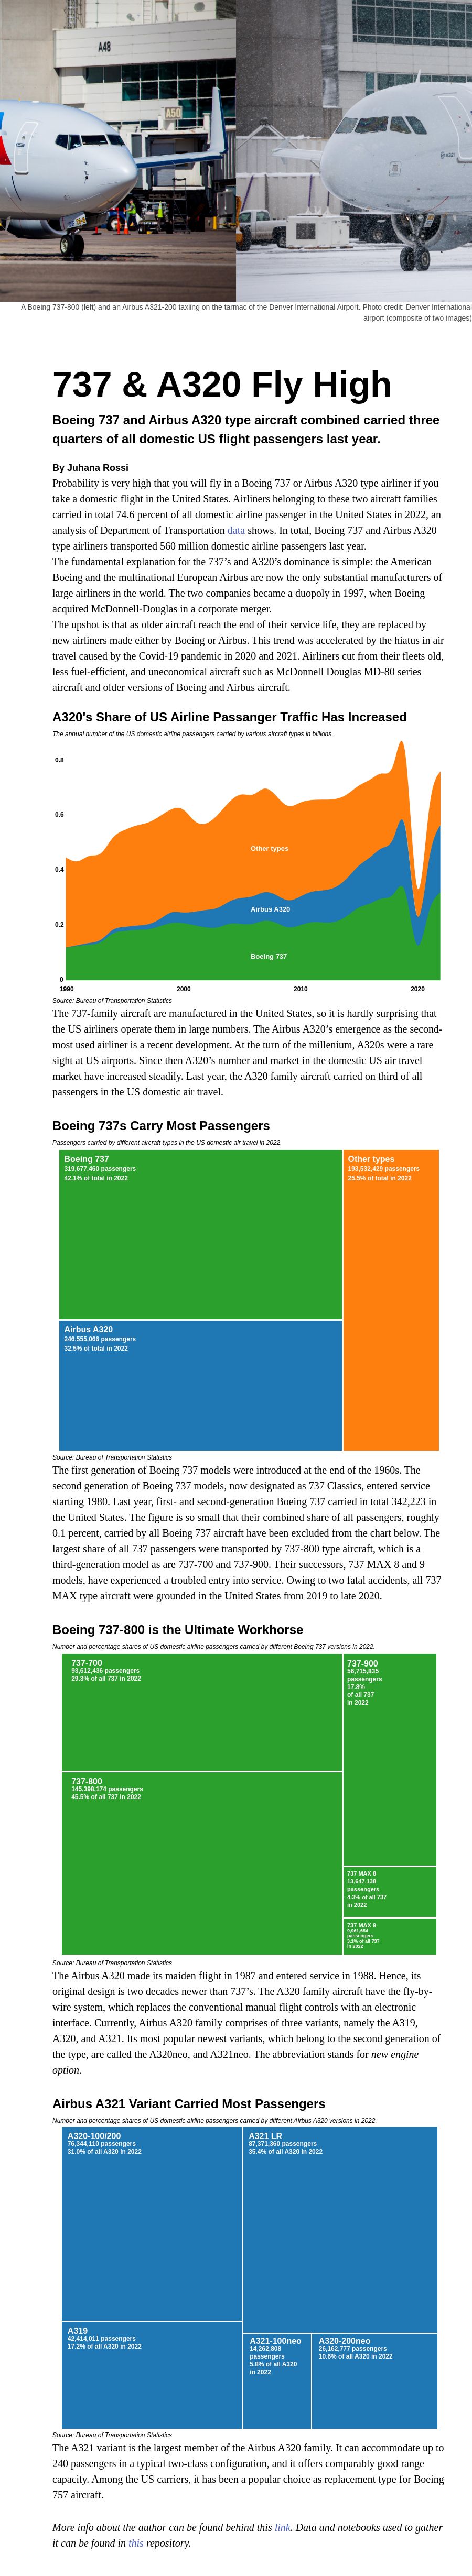 A48
A50
A Boeing 737-800 (left) and an Airbus A321-200 taxiing on the tarmac of the Denver International Airport. Photo credit: Denver International
airport (composite of two images)
737 & A320 Fly High
Boeing 737 and Airbus A320 type aircraft combined carried three
quarters of all domestic US flight passengers last year.
By Juhana Rossi
Probability is very high that you will fly in a Boeing 737 or Airbus A320 type airliner if you
take a domestic flight in the United States. Airliners belonging to these two aircraft families
carried in total 74.6 percent of all domestic airline passenger in the United States in 2022, an
analysis of Department of Transportation data shows. In total, Boeing 737 and Airbus A320
type airliners transported 560 million domestic airline passengers last year.
The fundamental explanation for the 737’s and A320’s dominance is simple: the American
Boeing and the multinational European Airbus are now the only substantial manufacturers of
large airliners in the world. The two companies became a duopoly in 1997, when Boeing
acquired McDonnell-Douglas in a corporate merger.
The upshot is that as older aircraft reach the end of their service life, they are replaced by
new airliners made either by Boeing or Airbus. This trend was accelerated by the hiatus in air
travel caused by the Covid-19 pandemic in 2020 and 2021. Airliners cut from their fleets old,
less fuel-efficient, and uneconomical aircraft such as McDonnell Douglas MD-80 series
aircraft and older versions of Boeing and Airbus aircraft.
A320's Share of US Airline Passanger Traffic Has Increased
The annual number of the US domestic airline passengers carried by various aircraft types in billions.
0.8
0.6
Other types
0.4
Airbus A320
0.2
Boeing 737
0
1990 2000 2010 2020
Source: Bureau of Transportation Statistics
The 737-family aircraft are manufactured in the United States, so it is hardly surprising that
the US airliners operate them in large numbers. The Airbus A320’s emergence as the second-
most used airliner is a recent development. At the turn of the millenium, A320s were a rare
sight at US airports. Since then A320’s number and market in the domestic US air travel
market have increased steadily. Last year, the A320 family aircraft carried on third of all
passengers in the US domestic air travel.
Boeing 737s Carry Most Passengers
Passengers carried by different aircraft types in the US domestic air travel in 2022.
Boeing 737
319,677,460 passengers
42.1% of total in 2022
Other types
193,532,429 passengers
25.5% of total in 2022
Airbus A320
246,555,066 passengers
32.5% of total in 2022
Source: Bureau of Transportation Statistics
The first generation of Boeing 737 models were introduced at the end of the 1960s. The
second generation of Boeing 737 models, now designated as 737 Classics, entered service
starting 1980. Last year, first- and second-generation Boeing 737 carried in total 342,223 in
the United States. The figure is so small that their combined share of all passengers, roughly
0.1 percent, carried by all Boeing 737 aircraft have been excluded from the chart below. The
largest share of all 737 passengers were transported by 737-800 type aircraft, which is a
third-generation model as are 737-700 and 737-900. Their successors, 737 MAX 8 and 9
models, have experienced a troubled entry into service. Owing to two fatal accidents, all 737
MAX type aircraft were grounded in the United States from 2019 to late 2020.
Boeing 737-800 is the Ultimate Workhorse
Number and percentage shares of US domestic airline passengers carried by different Boeing 737 versions in 2022.
737-700
93,612,436 passengers
29.3% of all 737 in 2022
737-900
56,715,835
passengers
17.8%
of all 737
in 2022
737-800
145,398,174 passengers
45.5% of all 737 in 2022
737 MAX 8
13,647,138
passengers
4.3% of all 737
in 2022
737 MAX 9
passengers
3.1% of all 737
in 2022
Source: Bureau of Transportation Statistics
The Airbus A320 made its maiden flight in 1987 and entered service in 1988. Hence, its
original design is two decades newer than 737’s. The A320 family aircraft have the fly-by-
wire system, which replaces the conventional manual flight controls with an electronic
interface. Currently, Airbus A320 family comprises of three variants, namely the A319,
A320, and A321. Its most popular newest variants, which belong to the second generation of
the type, are called the A320neo, and A321neo. The abbreviation stands for new engine
option.
Airbus A321 Variant Carried Most Passengers
Number and percentage shares of US domestic airline passengers carried by different Airbus A320 versions in 2022.
A320-100/200
76,344,110 passengers
31.0% of all A320 in 2022
A321 LR
87,371,360 passengers
35.4% of all A320 in 2022
A319
42,414,011 passengers
17.2% of all A320 in 2022
A321-100neo
14,262,808
passengers
5.8% of all A320
in 2022
A320-200neo
26,162,777 passengers
10.6% of all A320 in 2022
Source: Bureau of Transportation Statistics
The A321 variant is the largest member of the Airbus A320 family. It can accommodate up to
240 passengers in a typical two-class configuration, and it offers comparably good range
capacity. Among the US carriers, it has been a popular choice as replacement type for Boeing
757 aircraft.
More info about the author can be found behind this link. Data and notebooks used to gather
it can be found in this repository.